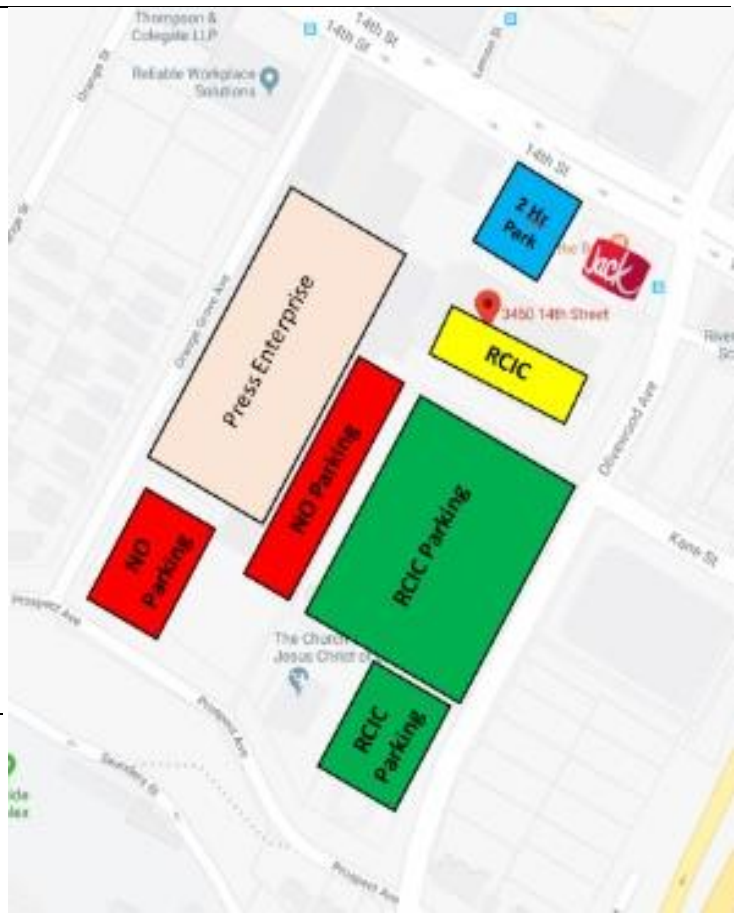 Thompson &
Colegate LLP
14th St
14th St
Orange St
Reliable Workplace
Solutions
14th St
2 Hr
Park
Jack
3450 14th Street
RCIC
Orange Grove Ave
Press Enterprise
NO Parking
RCIC Parking
Olivewood Ave
NO
Parking
Prospect Ave
The Church
Jesus Christ of
RCIC
Parking
Prospect Ave
Saunders St
Prospect Ave